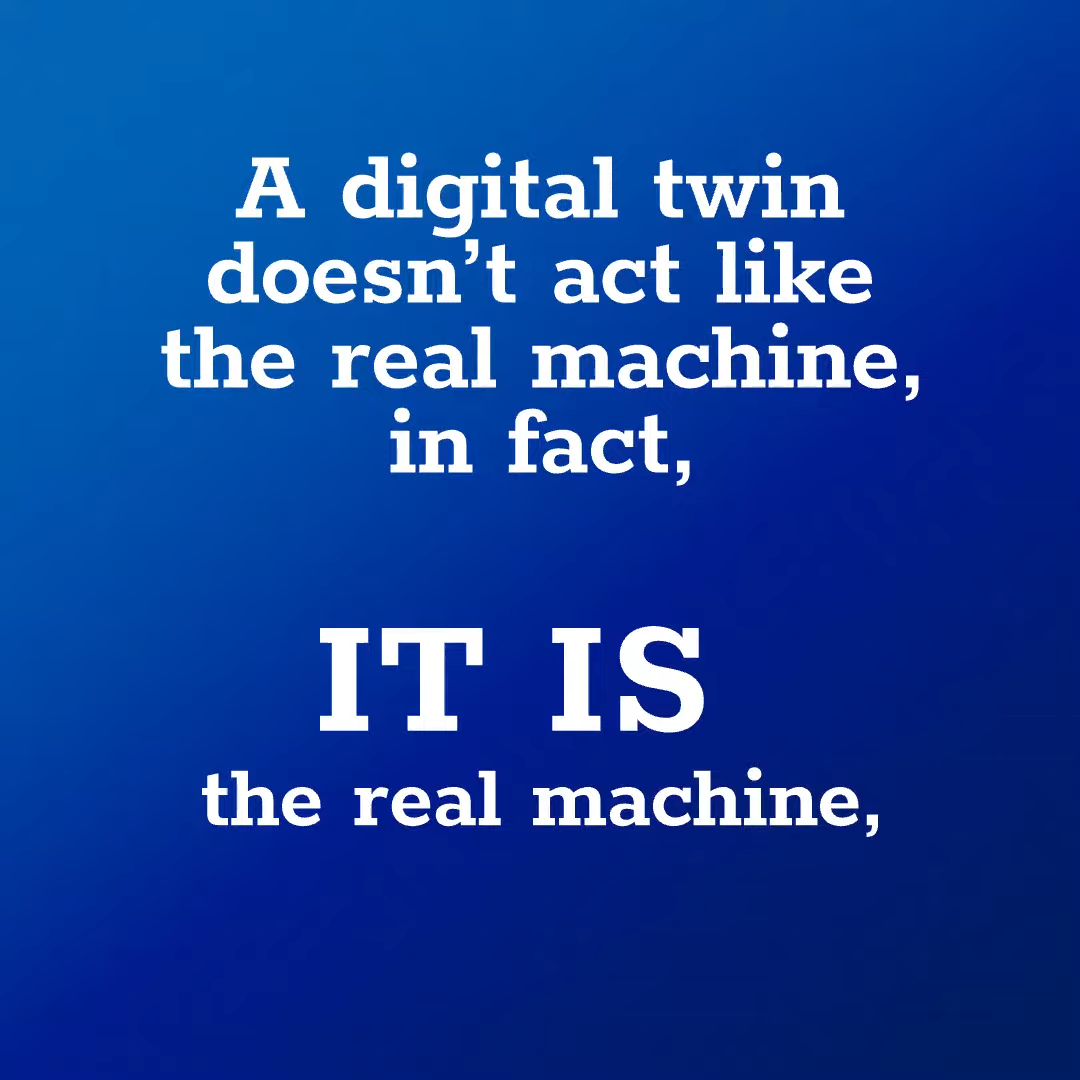 A digital twin
doesn’t act like
the real machine,
in fact,
IT IS
the real machine,